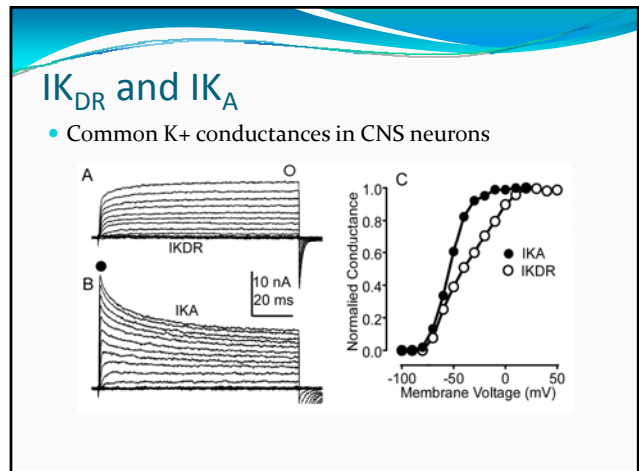 IKDR and IKA
• Common K+ conductances in CNS neurons
A
IKDR
B
IKA
10 nA
20 ms
C
Normalied Conductance
1.0
0.8
0.6
0.4
0.2
0.0
IKA
IKDR
-100 -50 0 50
Membrane Voltage (mV)